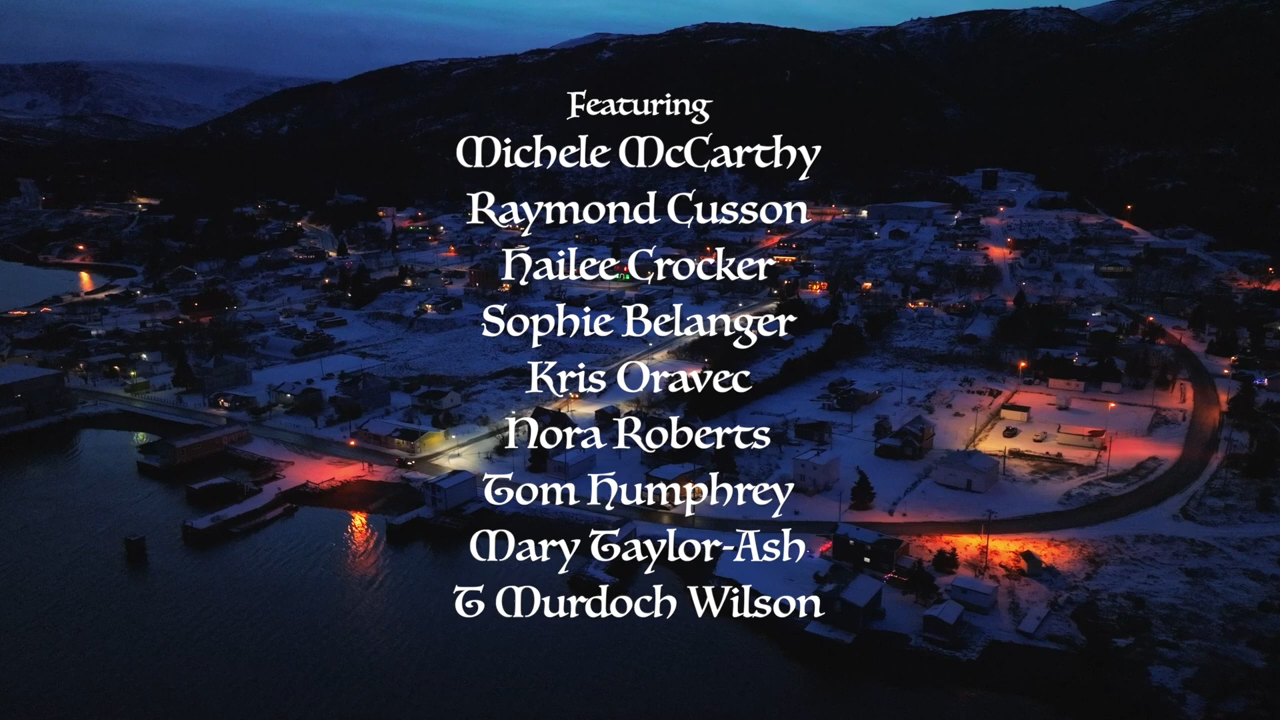 Featuring
Michele McCarthy
Raymond Cusson
Hailee Crocker
Sophie Belanger
Kris Oravec
Nora Roberts
Tom Humphrey
Mary Taylor-Ash
T Murdoch Wilson